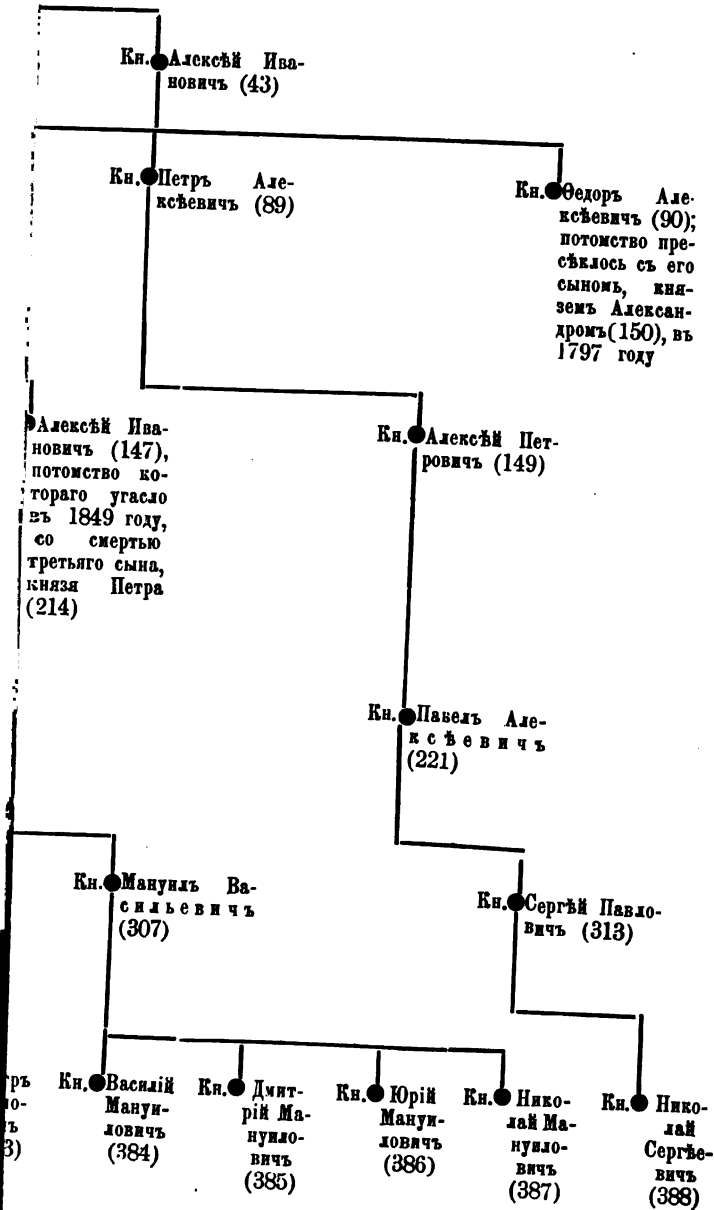 Кн. Алексѣй Ива-
новичъ (43)
Кн. Петръ Але-
ксѣевичъ (89)
Кн. Ѳедоръ Але-
ксѣевичъ (90);
потомство пре-
сѣклось съ его
сыномъ, кня-
земъ Алексан-
дромъ (150), въ
1797 году
Алексѣй Ива-
новичъ (147),
потомство ко-
тораго угасло
въ 1849 году,
со смертью
третьяго сына,
князя Петра
(214)
Кн. Алексѣй Пет-
ровичъ (149)
Кн. Павелъ Але-
ксѣевичъ
(221)
Кн. Мануилъ Ва-
сильевичъ
(307)
Кн. Сергѣй Павло-
вичъ (313)
тръ
ло-
чъ
3)
Кн. Василій
Мануи-
ловичъ
(384)
Кн. Дмит-
рій Ма-
нуило-
вичъ
(385)
Кн. Юрій
Мануи-
ловичъ
(386)
Кн. Нико-
лай Ма-
нуило-
вичъ
(387)
Кн. Нико-
лай
Сергѣе-
вичъ
(388)